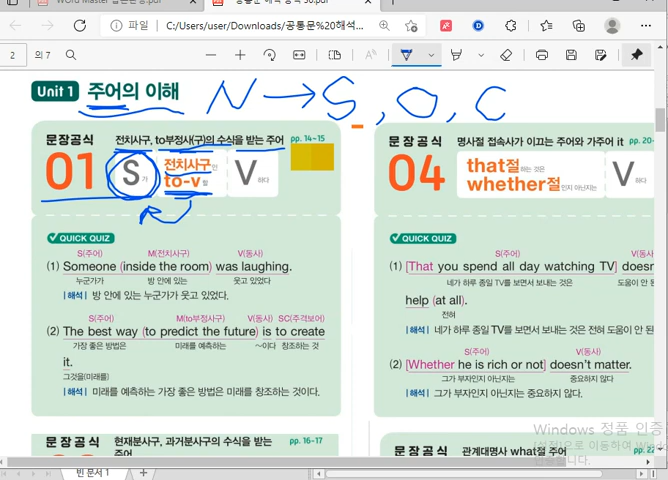 WORD Master 답본근형.pdf
파일
C:/Users/user/Downloads/공통문%20해석...
2
의 7
Unit 1 주어의 이해 N → S, O, C
문장공식 01
전치사구, to부정사(구)의 수식을 받는 주어 pp. 14-15
S가 전치사구인 to-v할 V하다
QUICK QUIZ
S(주어) M(전치사구) V(동사)
(1) Someone (inside the room) was laughing.
누군가가 방 안에 있는 웃고 있었다
해석 방 안에 있는 누군가가 웃고 있었다.
S(주어) M(to부정사구) V(동사) SC(주격보어)
(2) The best way (to predict the future) is to create
가장 좋은 방법은 미래를 예측하는 ~이다 창조하는 것
it.
그것을(미래를)
해석 미래를 예측하는 가장 좋은 방법은 미래를 창조하는 것이다.
문장공식
현재분사구, 과거분사구의 수식을 받는 주어 pp. 16-17
문장공식 04
명사절 접속사가 이끄는 주어와 가주어 it pp. 20-
that절하는 것은 whether절인지 아닌지는 V하다
QUICK QUIZ
S(주어) V(동
(1) [That you spend all day watching TV] doesn
네가 하루 종일 TV를 보면서 보내는 것은 도움이 안
help (at all).
전혀
해석 네가 하루 종일 TV를 보면서 보내는 것은 전혀 도움이 안 된
S(주어) V(동사)
(2) [Whether he is rich or not] doesn't matter.
그가 부자인지 아닌지는 중요하지 않다
해석 그가 부자인지 아닌지는 중요하지 않다.
문장공식
관계대명사 what절 주어 pp. 22
Windows 정품 인증
[설정]으로 이동하여 Wind
빈 문서 1